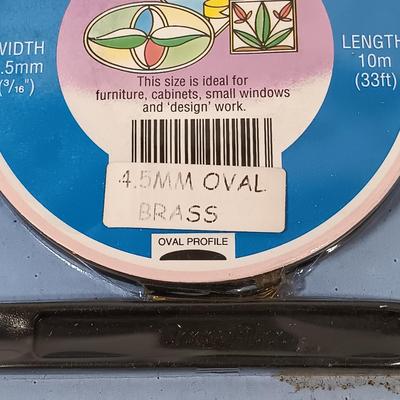 WIDTH
.5mm
(3/16")
LENGTH
10m
(33ft)
This size is ideal for
furniture, cabinets, small windows
and 'design' work.
4.5MM OVAL
BRASS
OVAL PROFILE